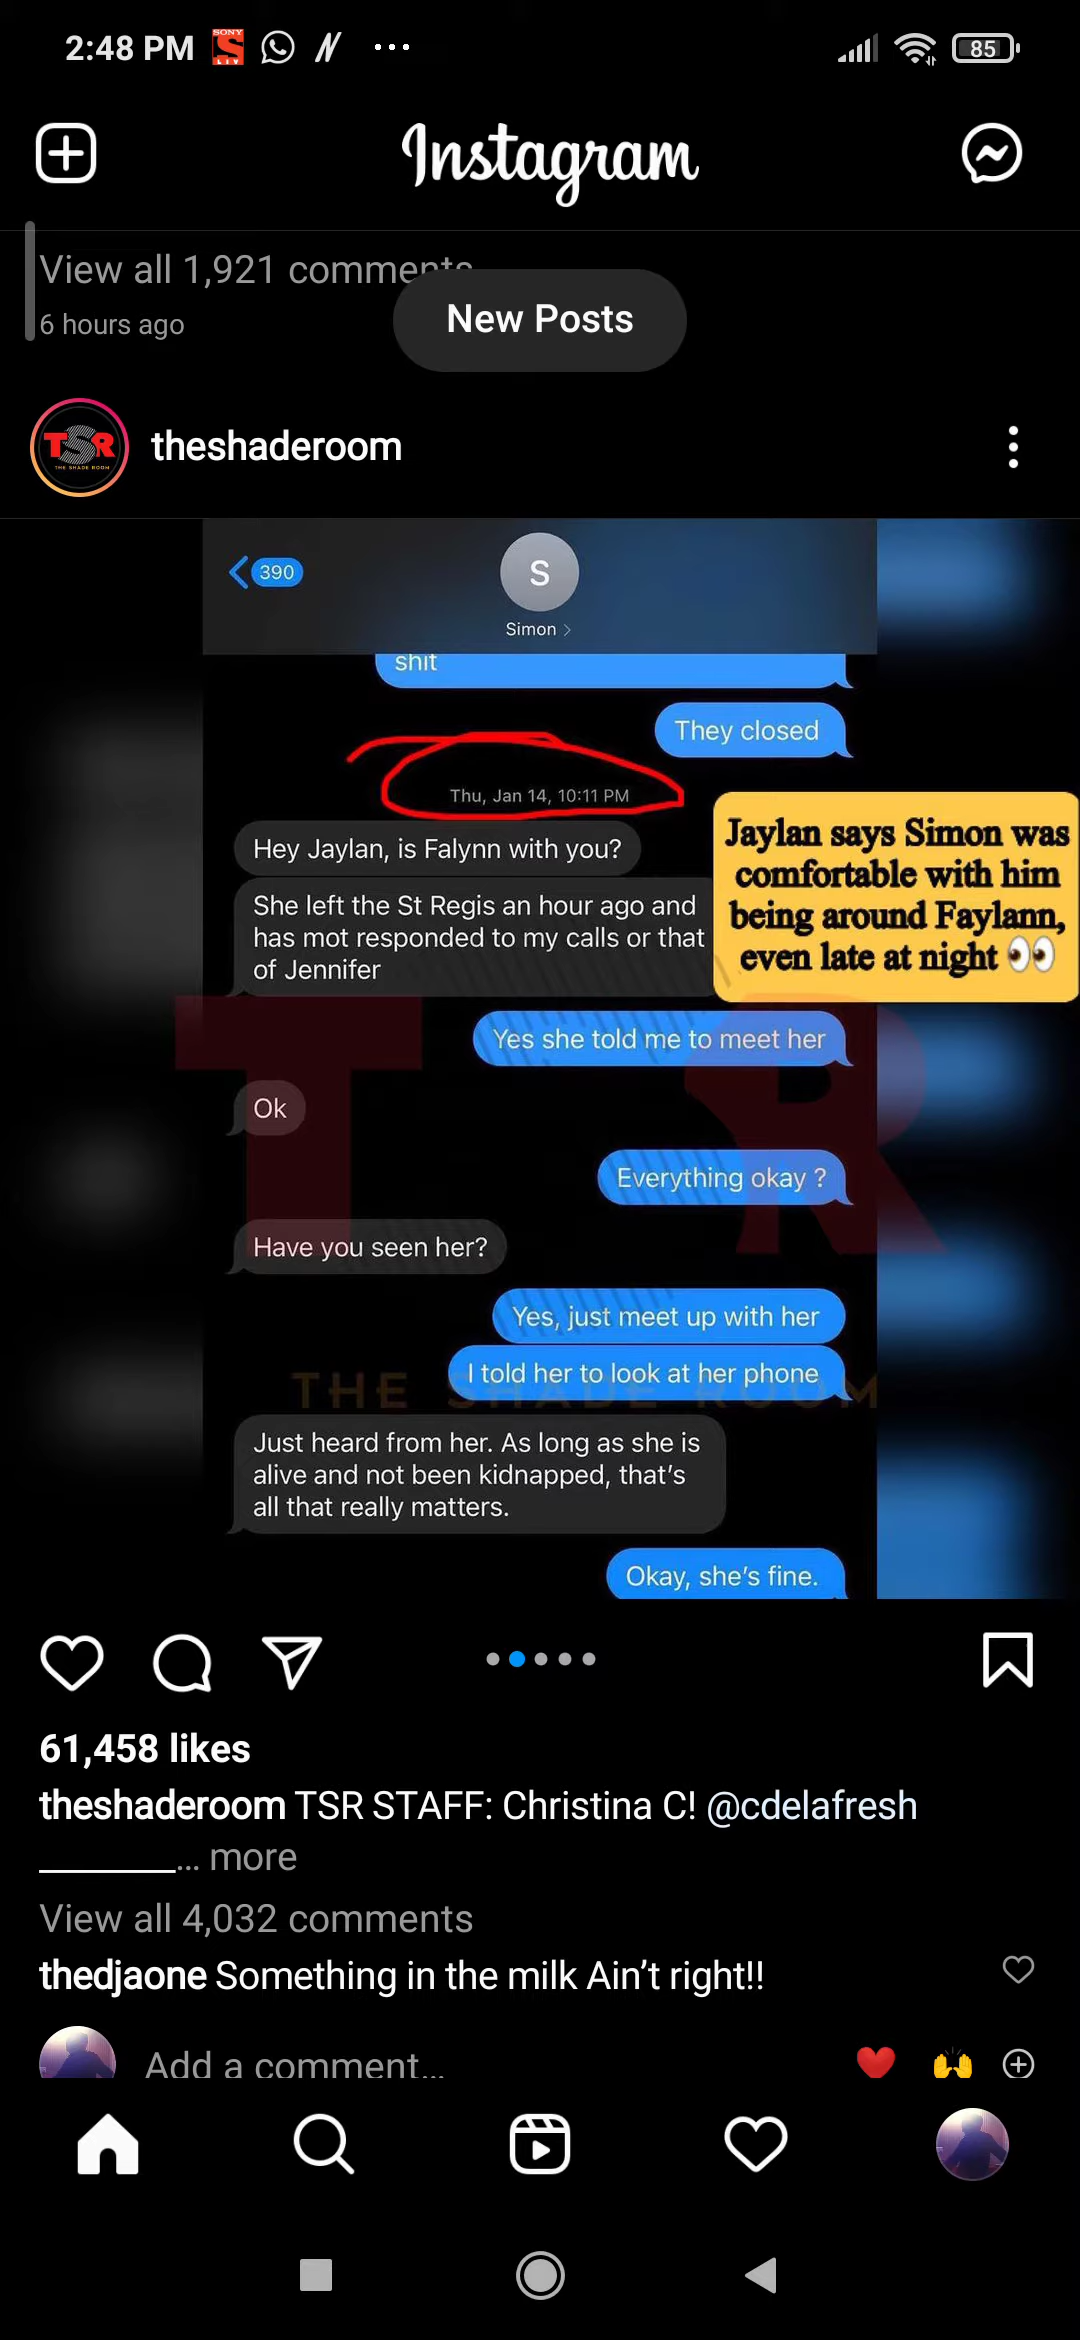 2:48 PM SONY LIV ... 85
Instagram
View all 1,921 comments
New Posts
6 hours ago
TSR THE SHADE ROOM theshaderoom
390
S
Simon
shit
They closed
Thu, Jan 14, 10:11 PM
Hey Jaylan, is Falynn with you?
She left the St Regis an hour ago and
has mot responded to my calls or that
of Jennifer
Jaylan says Simon was
comfortable with him
being around Faylann,
even late at night 👀
Yes she told me to meet her
Ok
Everything okay ?
Have you seen her?
Yes, just meet up with her
I told her to look at her phone
T R
THE SHADE ROOM
Just heard from her. As long as she is
alive and not been kidnapped, that's
all that really matters.
Okay, she's fine.
61,458 likes
theshaderoom TSR STAFF: Christina C! @cdelafresh
_______... more
View all 4,032 comments
thedjaone Something in the milk Ain't right!!
Add a comment...